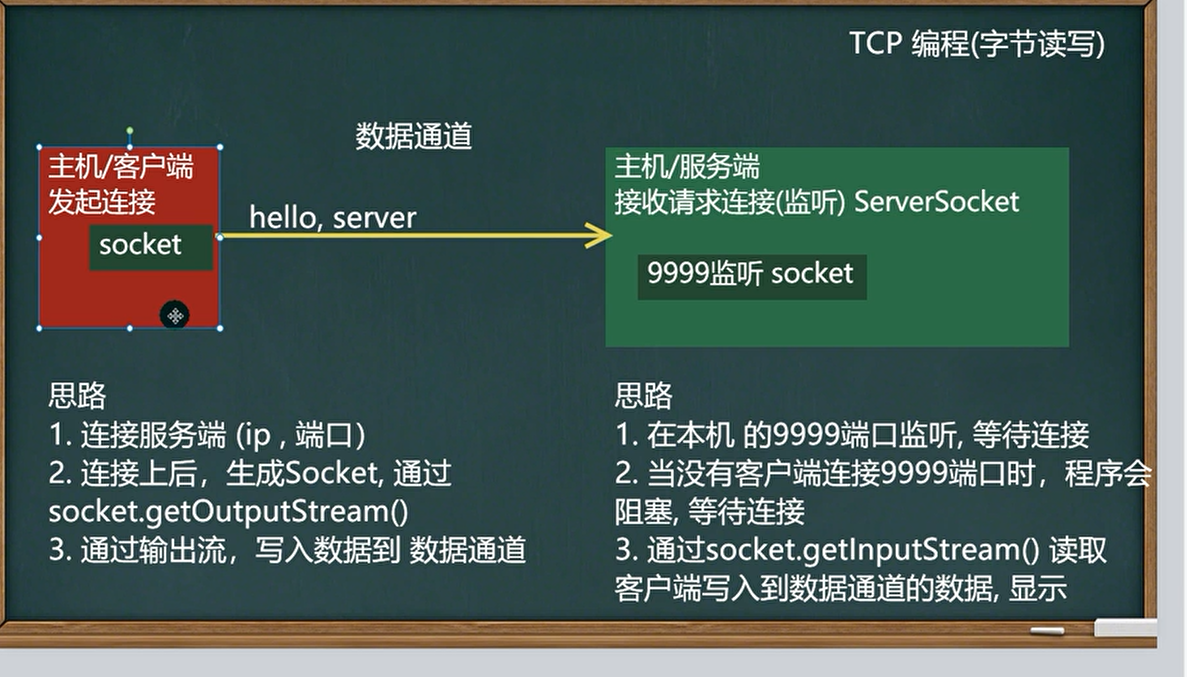 TCP 编程(字节读写)
数据通道
主机/客户端
发起连接
socket
hello, server
主机/服务端
接收请求连接(监听) ServerSocket
9999监听 socket
思路
1. 连接服务端 (ip , 端口)
2. 连接上后，生成Socket, 通过
socket.getOutputStream()
3. 通过输出流，写入数据到 数据通道
思路
1. 在本机 的9999端口监听, 等待连接
2. 当没有客户端连接9999端口时，程序会
阻塞, 等待连接
3. 通过socket.getInputStream() 读取
客户端写入到数据通道的数据, 显示